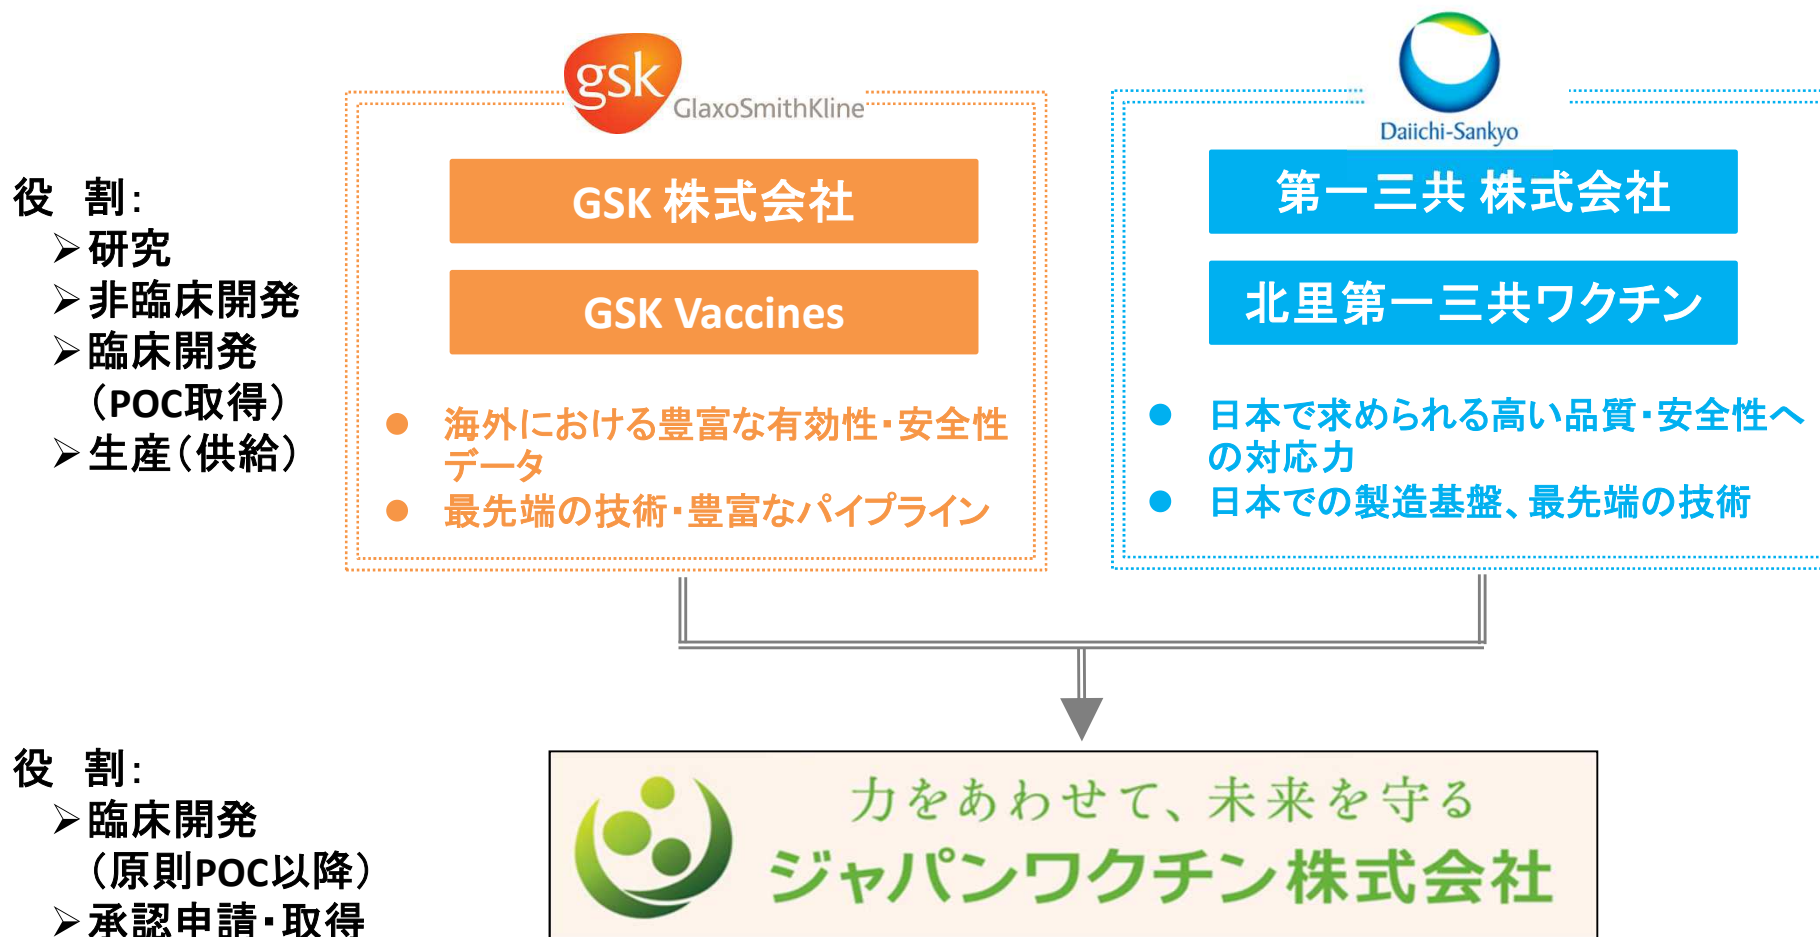 gsk
GlaxoSmithKline
Daiichi-Sankyo
役 割：
➢研究
➢非臨床開発
➢臨床開発
（POC取得）
➢生産（供給）
GSK 株式会社
GSK Vaccines
● 海外における豊富な有効性・安全性
データ
● 最先端の技術・豊富なパイプライン
第一三共 株式会社
北里第一三共ワクチン
● 日本で求められる高い品質・安全性へ
の対応力
● 日本での製造基盤、最先端の技術
役 割：
➢臨床開発
（原則POC以降）
➢承認申請・取得
力をあわせて、未来を守る
ジャパンワクチン株式会社